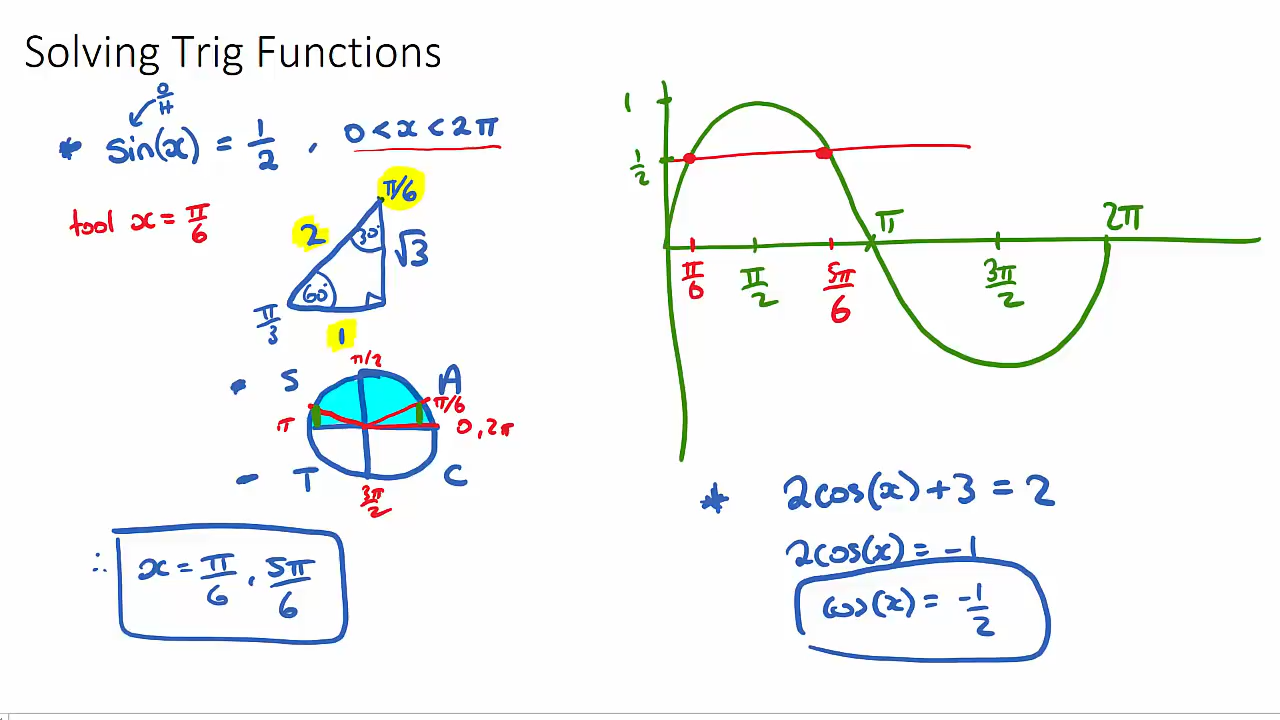 Solving Trig Functions
O/H
* sin(x) = 1/2 , 0 < x < 2π
tool x = π/6
π/6
2
30°
√3
60°
π/3
1
π/2
S
A
π/6
π
0, 2π
T
C
3π/2
∴ x = π/6 , 5π/6
1
1/2
π
2π
π/6
π/2
5π/6
3π/2
* 2cos(x) + 3 = 2
2cos(x) = -1
cos(x) = -1/2